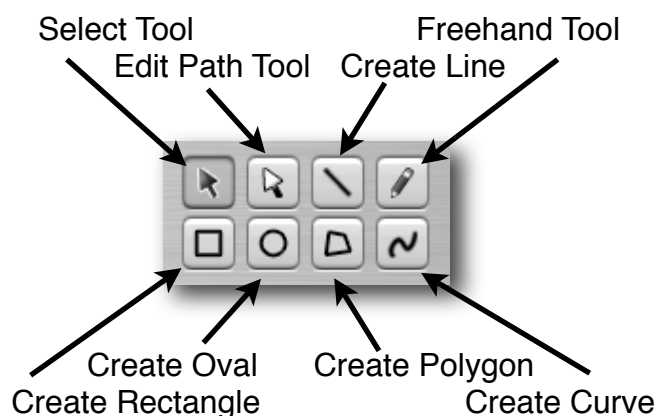 Select Tool
Freehand Tool
Edit Path Tool
Create Line
Create Oval
Create Polygon
Create Rectangle
Create Curve